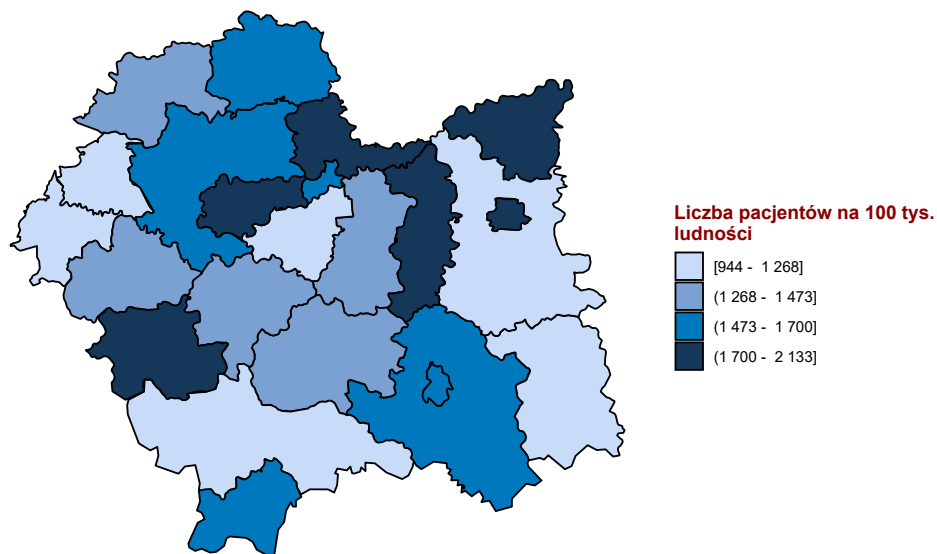 Liczba pacjentów na 100 tys.
ludności
[944 - 1 268]
(1 268 - 1 473]
(1 473 - 1 700]
(1 700 - 2 133]